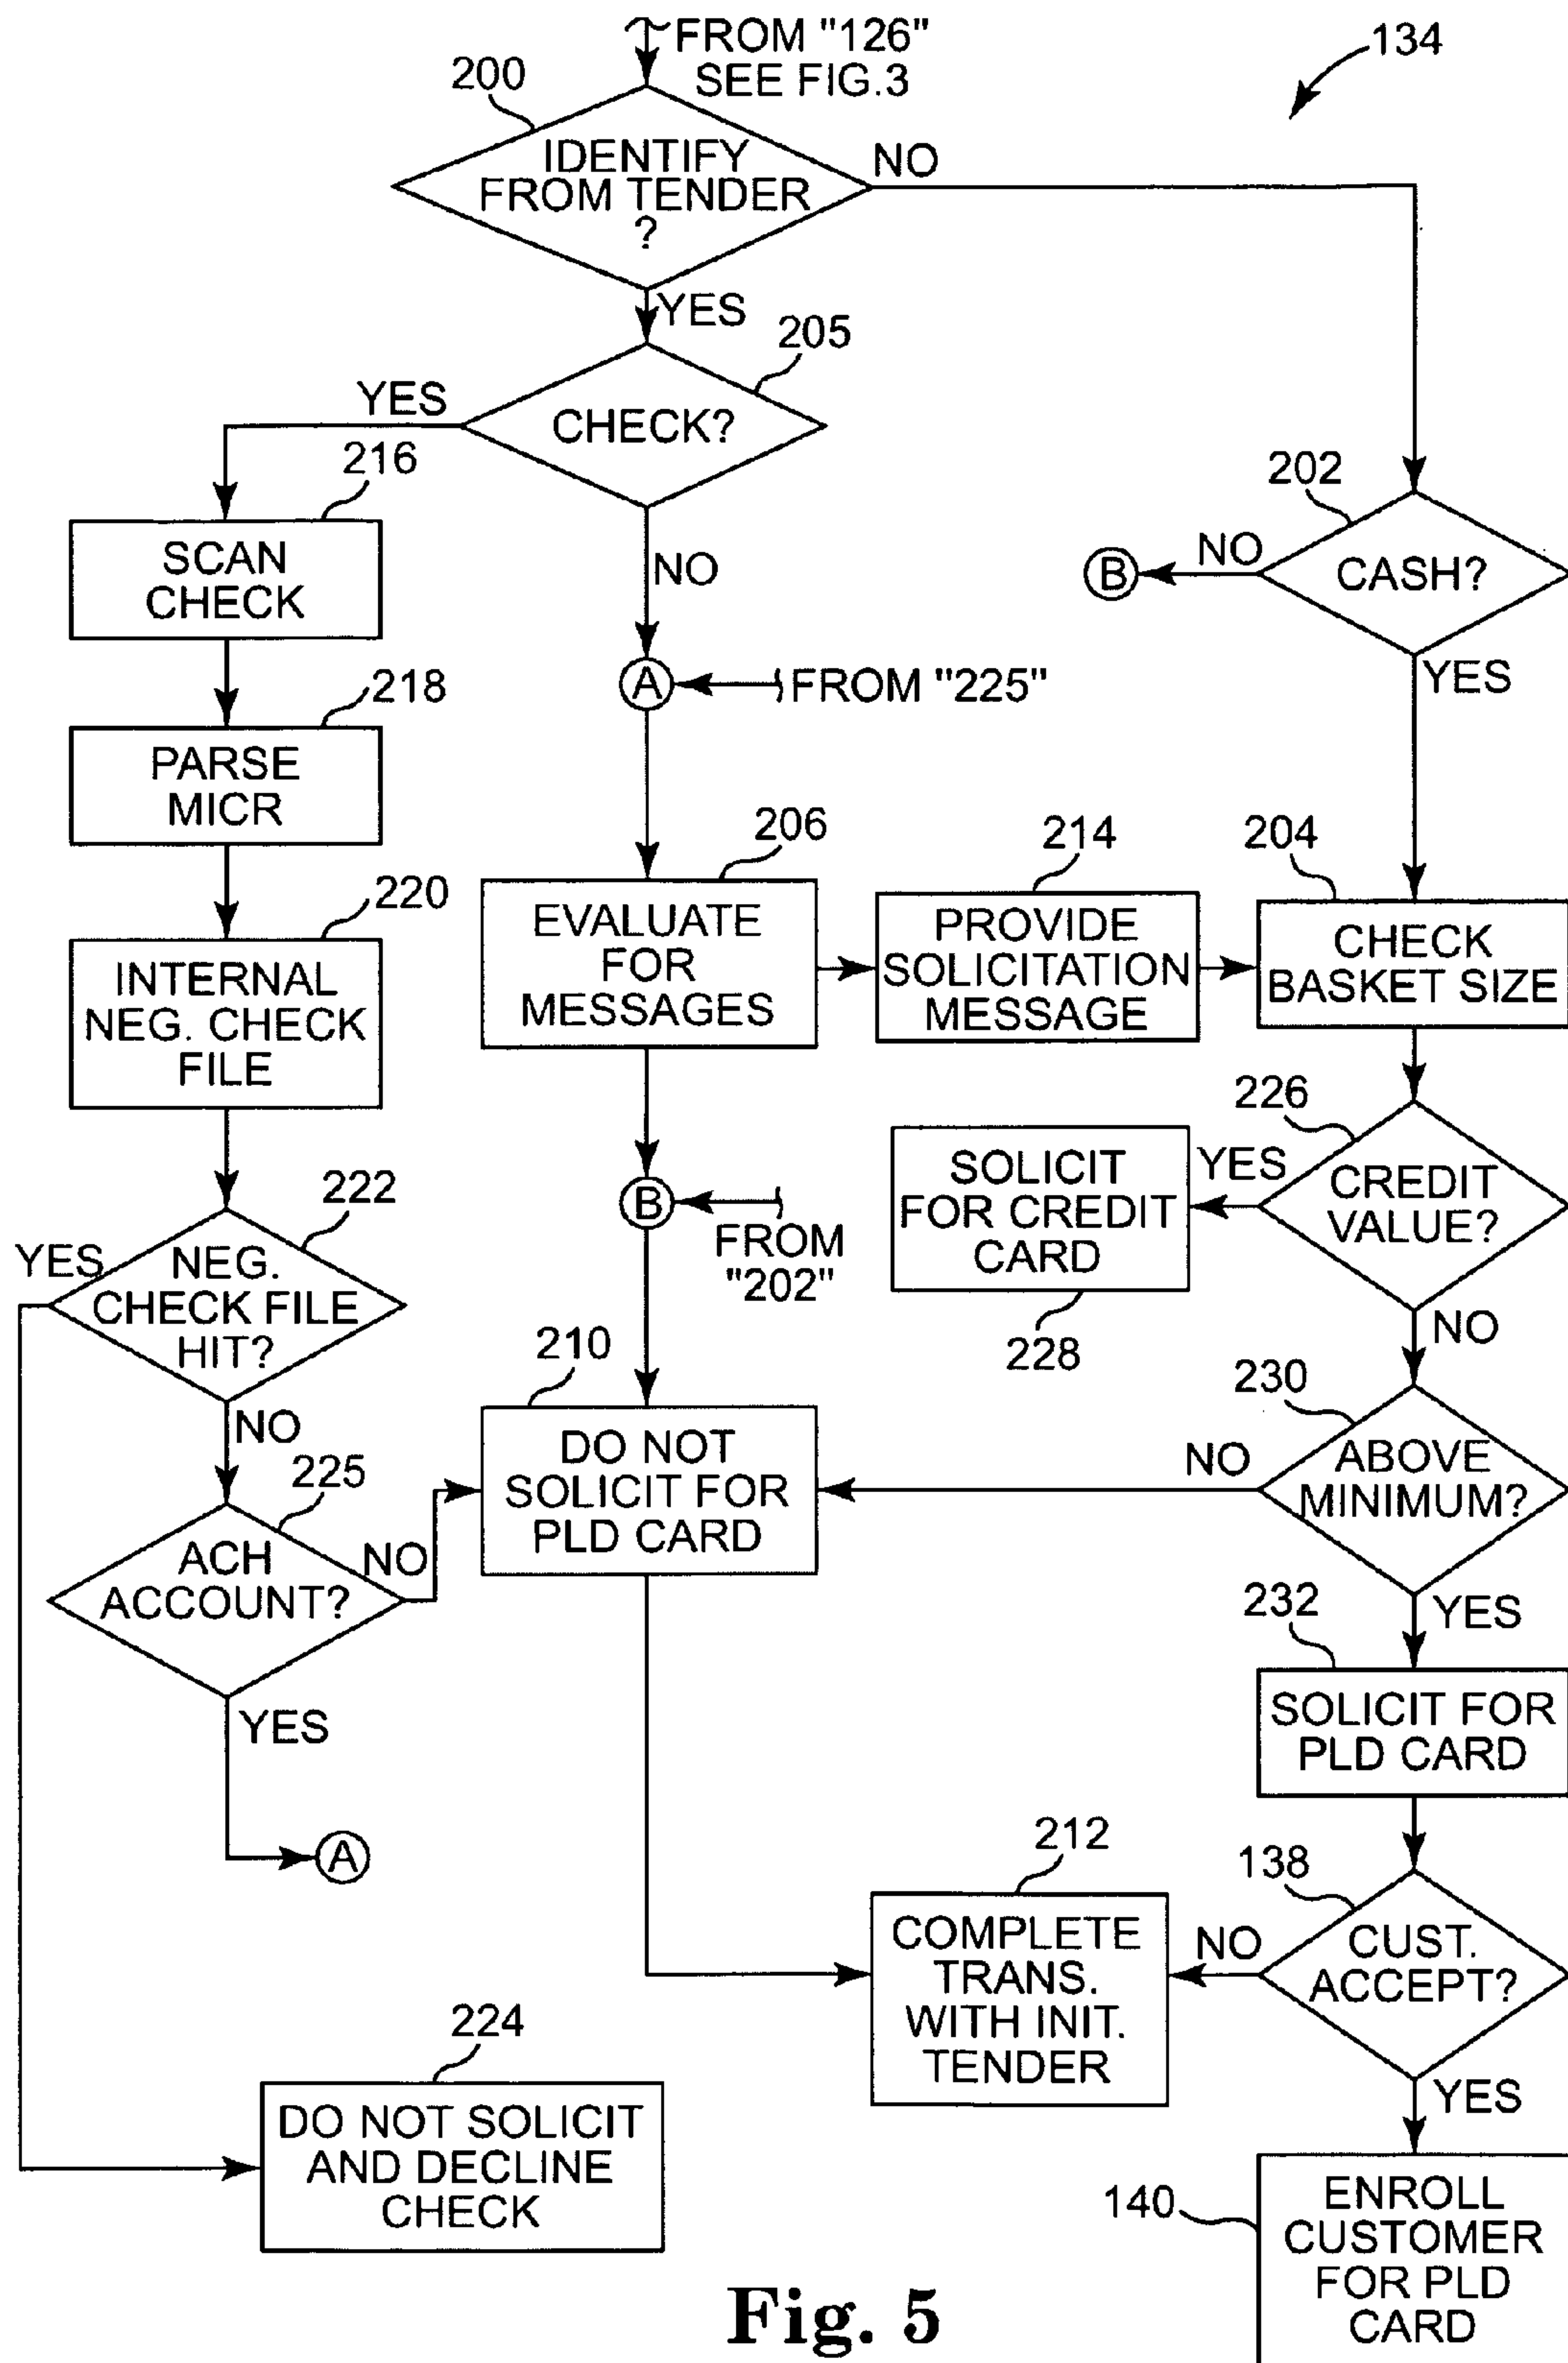 FROM "126"
SEE FIG.3
134
200
IDENTIFY
FROM TENDER
?
NO
YES
205
CHECK?
YES
NO
216
SCAN
CHECK
202
CASH?
NO
B
YES
A
FROM "225"
218
PARSE
MICR
206
EVALUATE
FOR
MESSAGES
214
PROVIDE
SOLICITATION
MESSAGE
204
CHECK
BASKET SIZE
220
INTERNAL
NEG. CHECK
FILE
226
CREDIT
VALUE?
YES
NO
SOLICIT
FOR CREDIT
CARD
228
B
FROM
"202"
222
NEG.
CHECK FILE
HIT?
YES
NO
210
DO NOT
SOLICIT FOR
PLD CARD
230
ABOVE
MINIMUM?
NO
YES
225
ACH
ACCOUNT?
NO
YES
A
232
SOLICIT FOR
PLD CARD
212
COMPLETE
TRANS.
WITH INIT.
TENDER
138
CUST.
ACCEPT?
NO
YES
224
DO NOT SOLICIT
AND DECLINE
CHECK
140
ENROLL
CUSTOMER
FOR PLD
CARD
Fig. 5